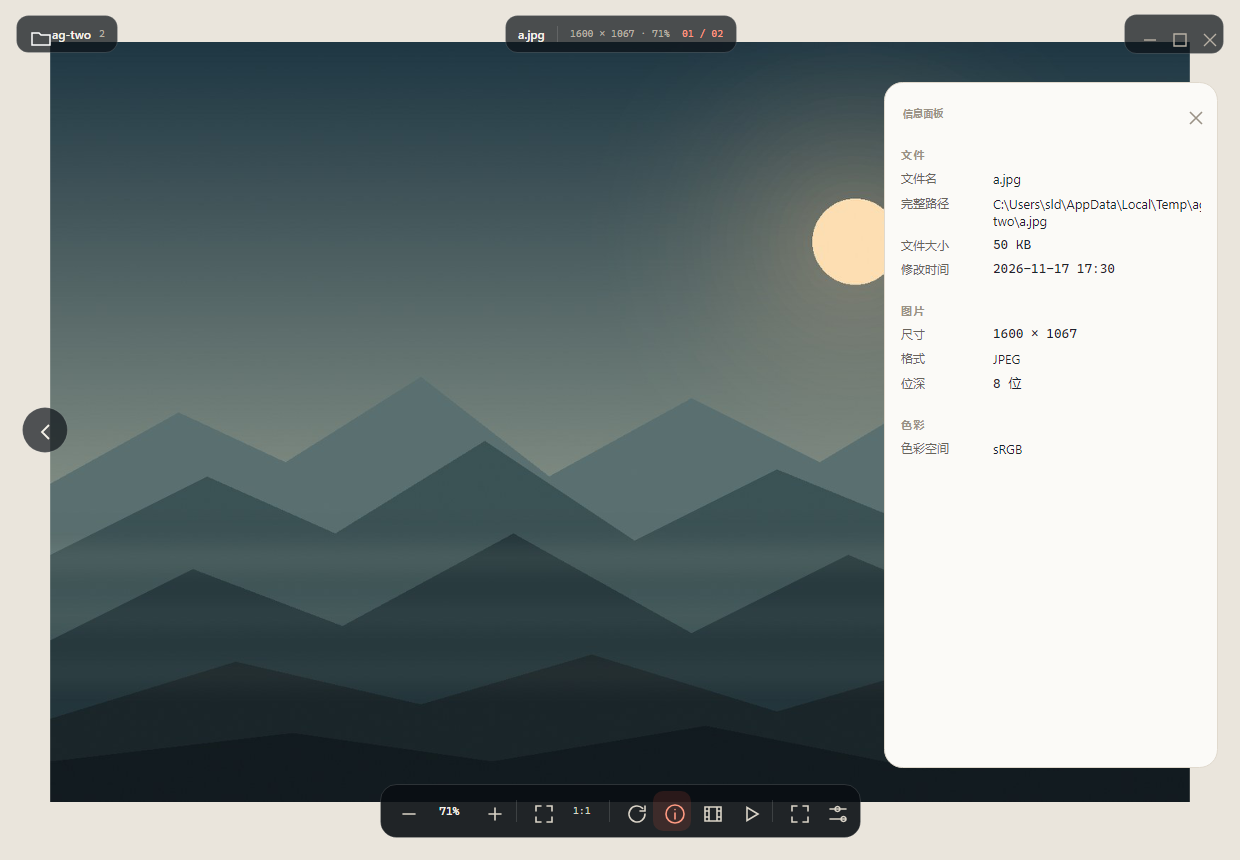 ag-two 2
a.jpg 1600 × 1067 · 71% 01 / 02
信息面板
文件
文件名 a.jpg
完整路径 C:\Users\sld\AppData\Local\Temp\ag
two\a.jpg
文件大小 50 KB
修改时间 2026-11-17 17:30
图片
尺寸 1600 × 1067
格式 JPEG
位深 8 位
色彩
色彩空间 sRGB
71% 1:1